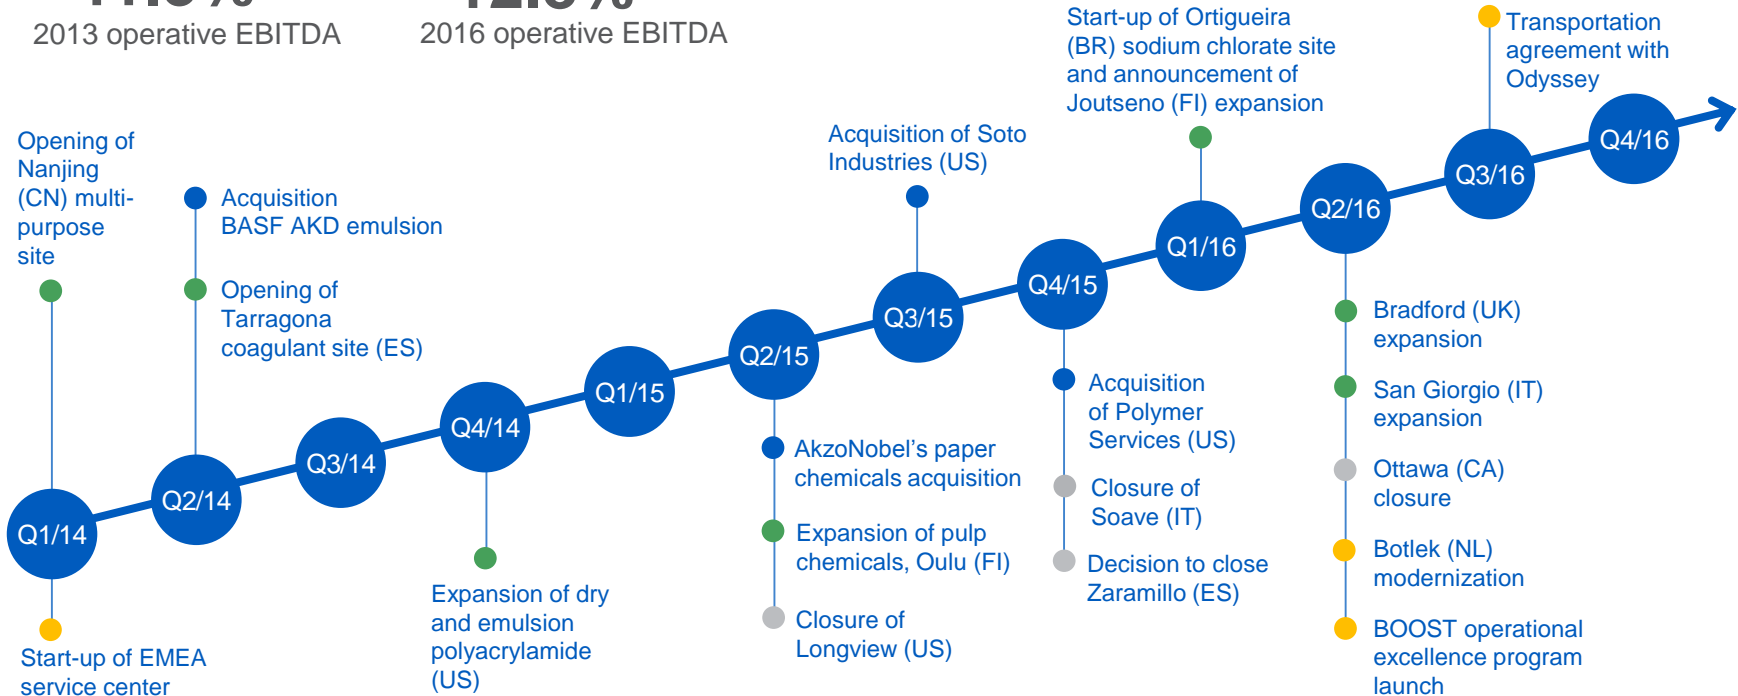 2013 operative EBITDA
2016 operative EBITDA
Opening of
Nanjing
(CN) multi-
purpose
site
Q1/14
Start-up of EMEA
service center
Acquisition
BASF AKD emulsion
Opening of
Tarragona
coagulant site (ES)
Q2/14
Q3/14
Q4/14
Expansion of dry
and emulsion
polyacrylamide
(US)
Q1/15
Q2/15
AkzoNobel’s paper
chemicals acquisition
Expansion of pulp
chemicals, Oulu (FI)
Closure of
Longview (US)
Acquisition of Soto
Industries (US)
Q3/15
Q4/15
Acquisition
of Polymer
Services (US)
Closure of
Soave (IT)
Decision to close
Zaramillo (ES)
Start-up of Ortigueira
(BR) sodium chlorate site
and announcement of
Joutseno (FI) expansion
Q1/16
Q2/16
Bradford (UK)
expansion
San Giorgio (IT)
expansion
Ottawa (CA)
closure
Botlek (NL)
modernization
BOOST operational
excellence program
launch
Transportation
agreement with
Odyssey
Q3/16
Q4/16